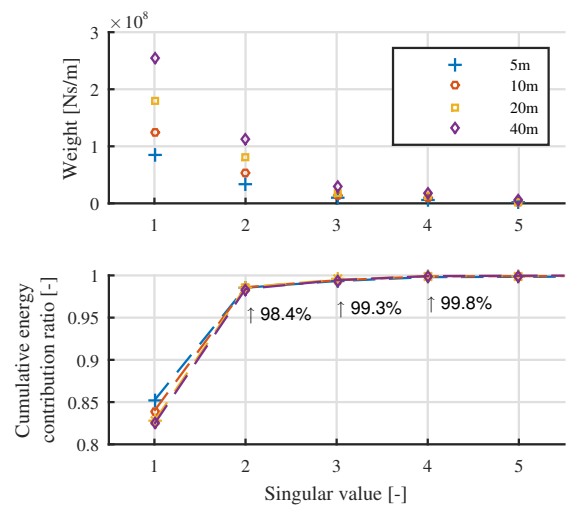 × 10^8
3
2
1
0
Weight [Ns/m]
5m
10m
20m
40m
1 2 3 4 5
1
0.95
0.9
0.85
0.8
Cumulative energy
contribution ratio [-]
↑ 98.4%
↑ 99.3%
↑ 99.8%
1 2 3 4 5
Singular value [-]